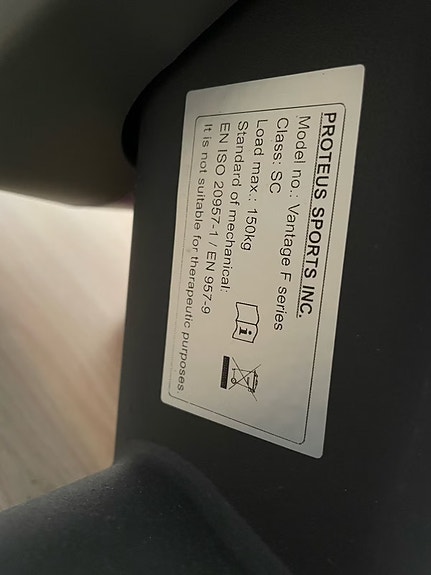 PROTEUS SPORTS INC.
Model no.: Vantage F series
Class: SC
Load max.: 150kg
Standard of mechanical:
EN ISO 20957-1 / EN 957-9
It is not suitable for therapeutic purposes.